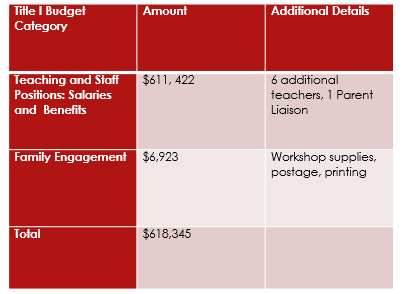 Title I Budget
Category
Amount
Additional Details
Teaching and Staff
Positions: Salaries
and Benefits
$611, 422
6 additional
teachers, 1 Parent
Liaison
Family Engagement
$6,923
Workshop supplies,
postage, printing
Total
$618,345